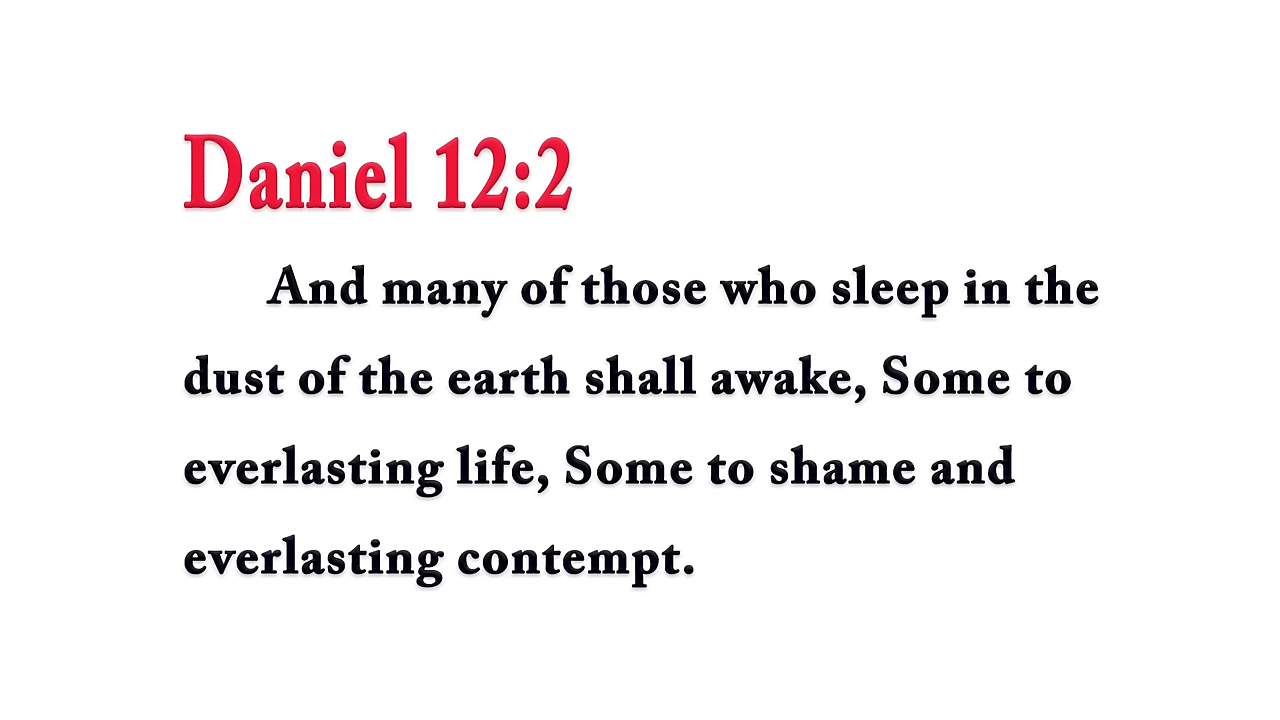 Daniel 12:2
And many of those who sleep in the
dust of the earth shall awake, Some to
everlasting life, Some to shame and
everlasting contempt.